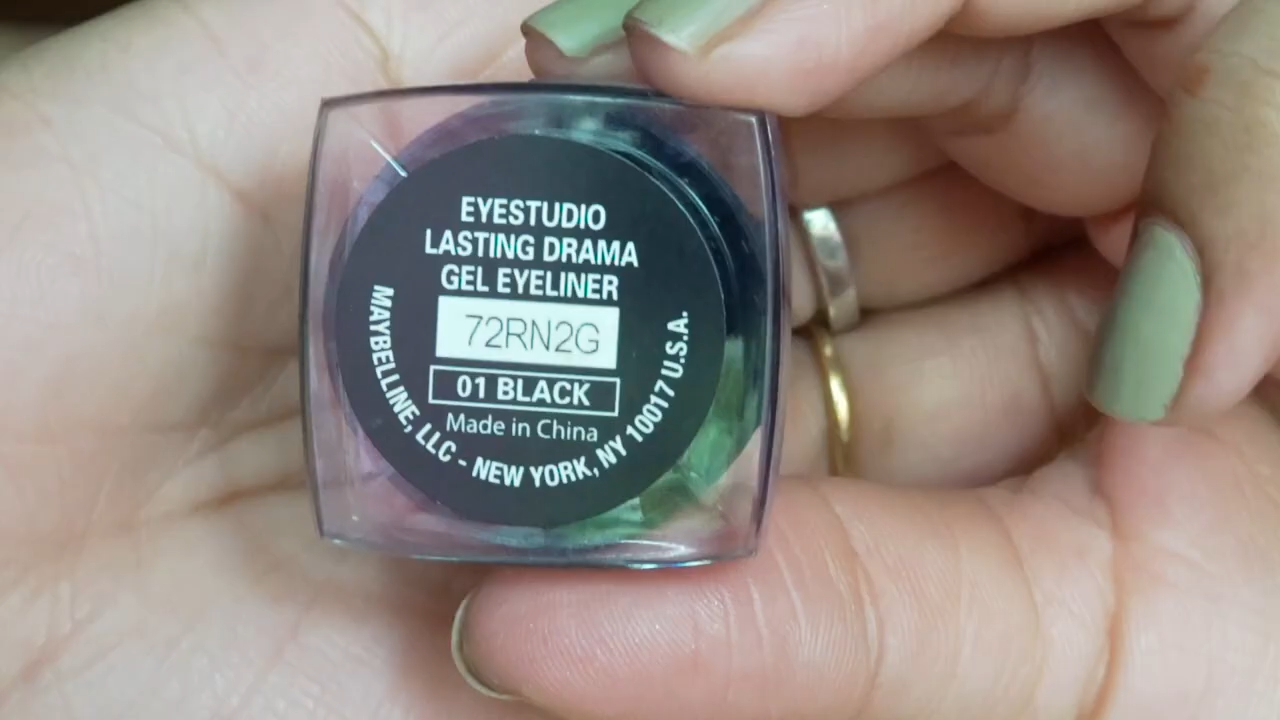 EYESTUDIO
LASTING DRAMA
GEL EYELINER
72RN2G
01 BLACK
Made in China
MAYBELLINE, LLC - NEW YORK, NY 10017 U.S.A.